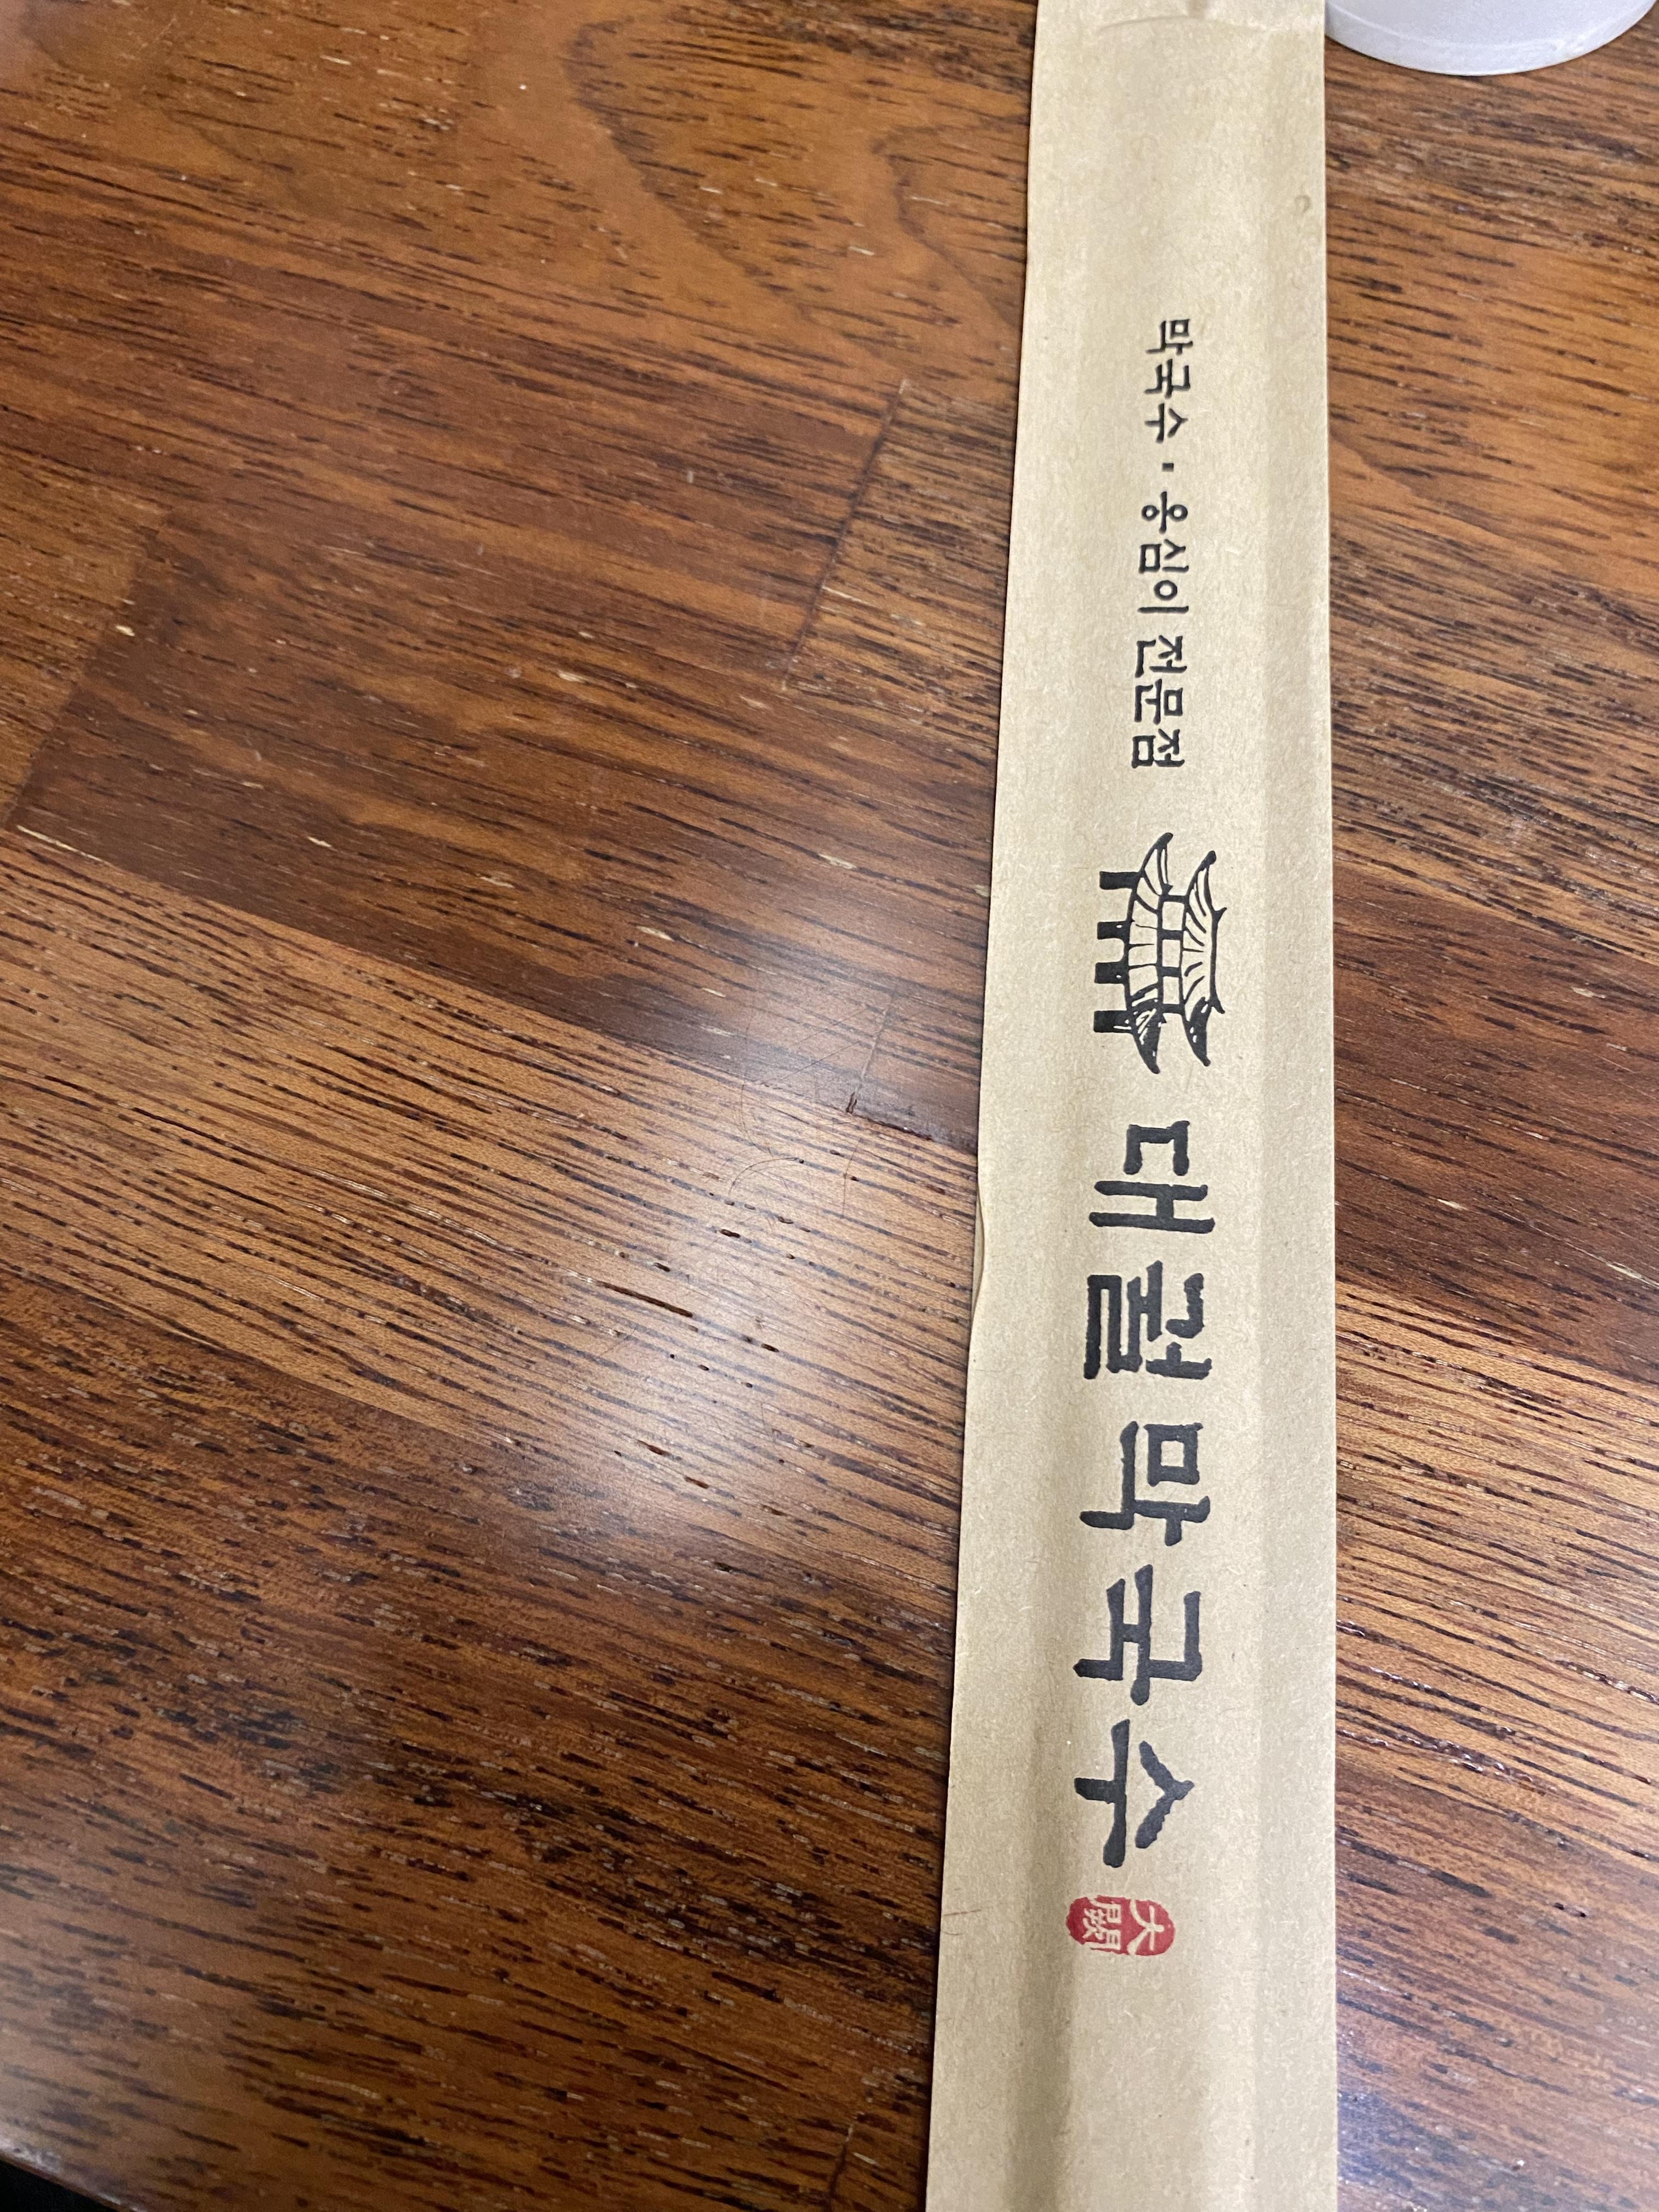 막국수 · 옹심이 전문점
대궐막국수
大闕